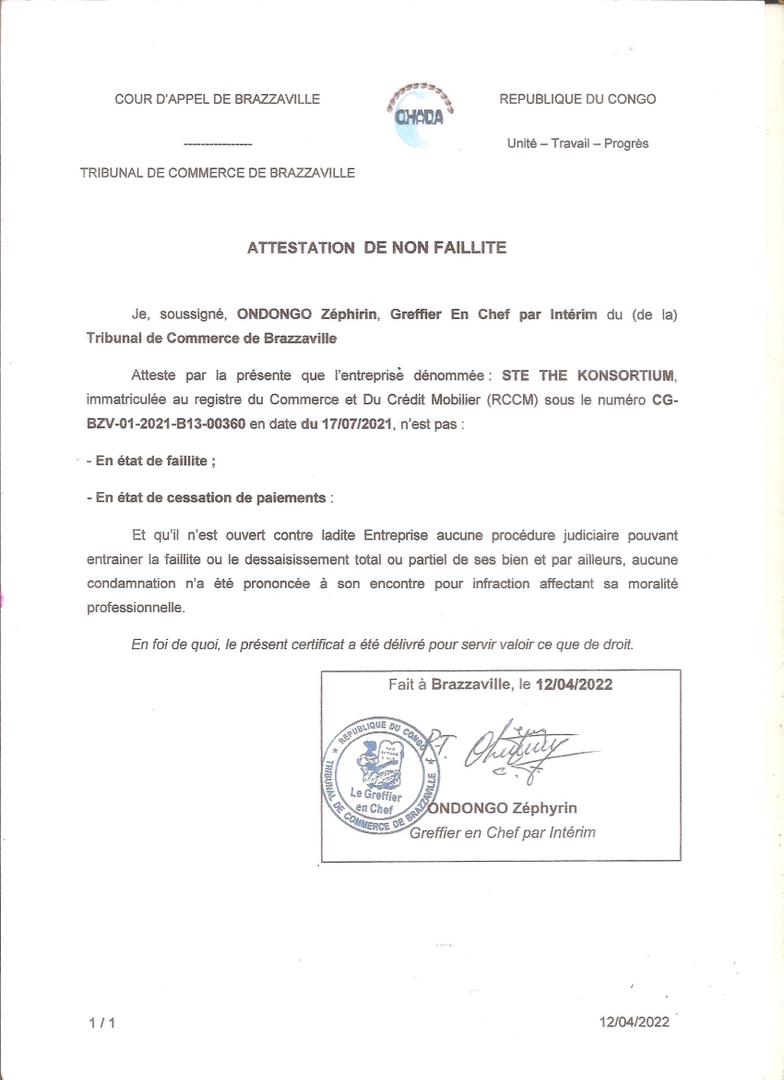 COUR D'APPEL DE BRAZZAVILLE
OHADA
REPUBLIQUE DU CONGO
----------------
Unité – Travail – Progrès
TRIBUNAL DE COMMERCE DE BRAZZAVILLE
ATTESTATION DE NON FAILLITE
Je, soussigné, ONDONGO Zéphirin, Greffier En Chef par Intérim du (de la)
Tribunal de Commerce de Brazzaville
Atteste par la présente que l'entreprise dénommée : STE THE KONSORTIUM,
immatriculée au registre du Commerce et Du Crédit Mobilier (RCCM) sous le numéro CG-
BZV-01-2021-B13-00360 en date du 17/07/2021, n'est pas :
- En état de faillite ;
- En état de cessation de paiements :
Et qu'il n'est ouvert contre ladite Entreprise aucune procédure judiciaire pouvant
entrainer la faillite ou le dessaisissement total ou partiel de ses bien et par ailleurs, aucune
condamnation n'a été prononcée à son encontre pour infraction affectant sa moralité
professionnelle.
En foi de quoi, le présent certificat a été délivré pour servir valoir ce que de droit.
Fait à Brazzaville, le 12/04/2022
REPUBLIQUE DU CONGO
TRIBUNAL DE COMMERCE DE BRAZZAVILLE
Le Greffier
en Chef
ONDONGO Zéphyrin
Greffier en Chef par Intérim
1 / 1
12/04/2022